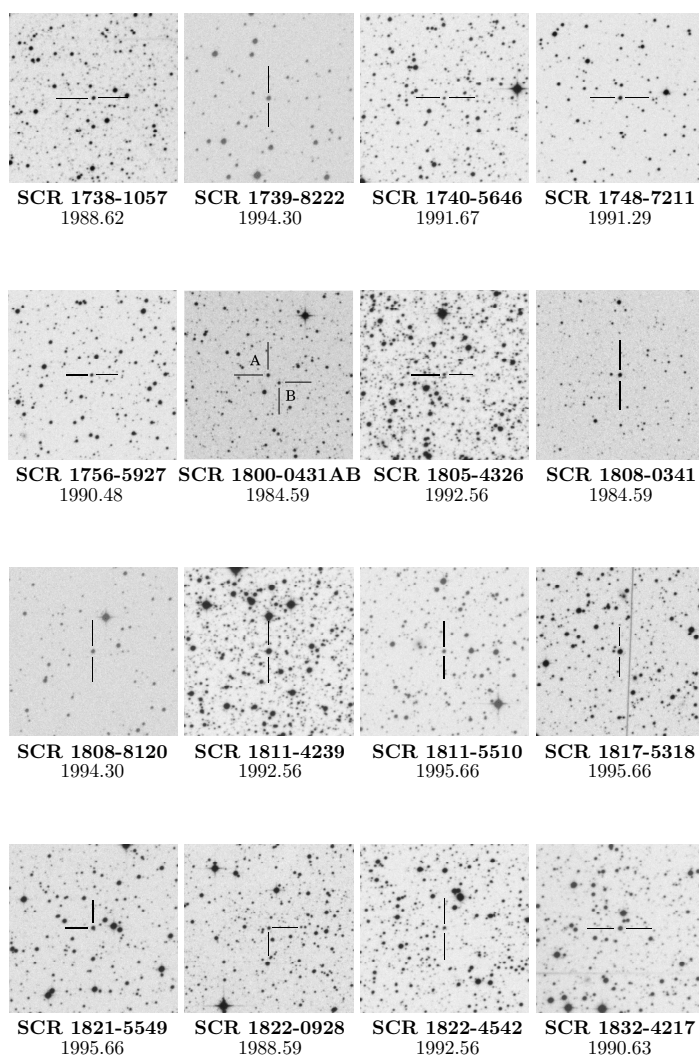 SCR 1738-1057 SCR 1739-8222 SCR 1740-5646 SCR 1748-7211
1988.62 1994.30 1991.67 1991.29
A
B
SCR 1756-5927 SCR 1800-0431AB SCR 1805-4326 SCR 1808-0341
1990.48 1984.59 1992.56 1984.59
SCR 1808-8120 SCR 1811-4239 SCR 1811-5510 SCR 1817-5318
1994.30 1992.56 1995.66 1995.66
SCR 1821-5549 SCR 1822-0928 SCR 1822-4542 SCR 1832-4217
1995.66 1988.59 1992.56 1990.63